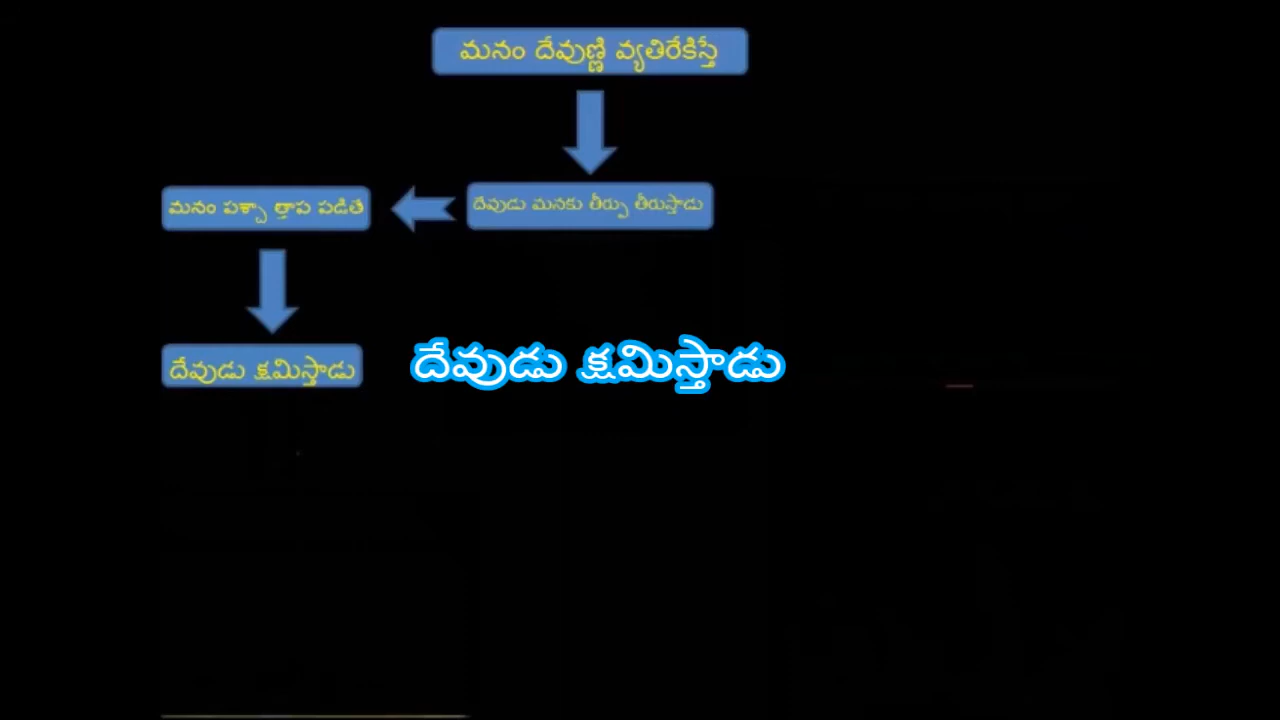 మనం దేవుణ్ణి వ్యతిరేకిస్తే
దేవుడు మనకు తీర్పు తీరుస్తాడు
మనం పశ్చా త్తాప పడితే
దేవుడు క్షమిస్తాడు
దేవుడు క్షమిస్తాడు